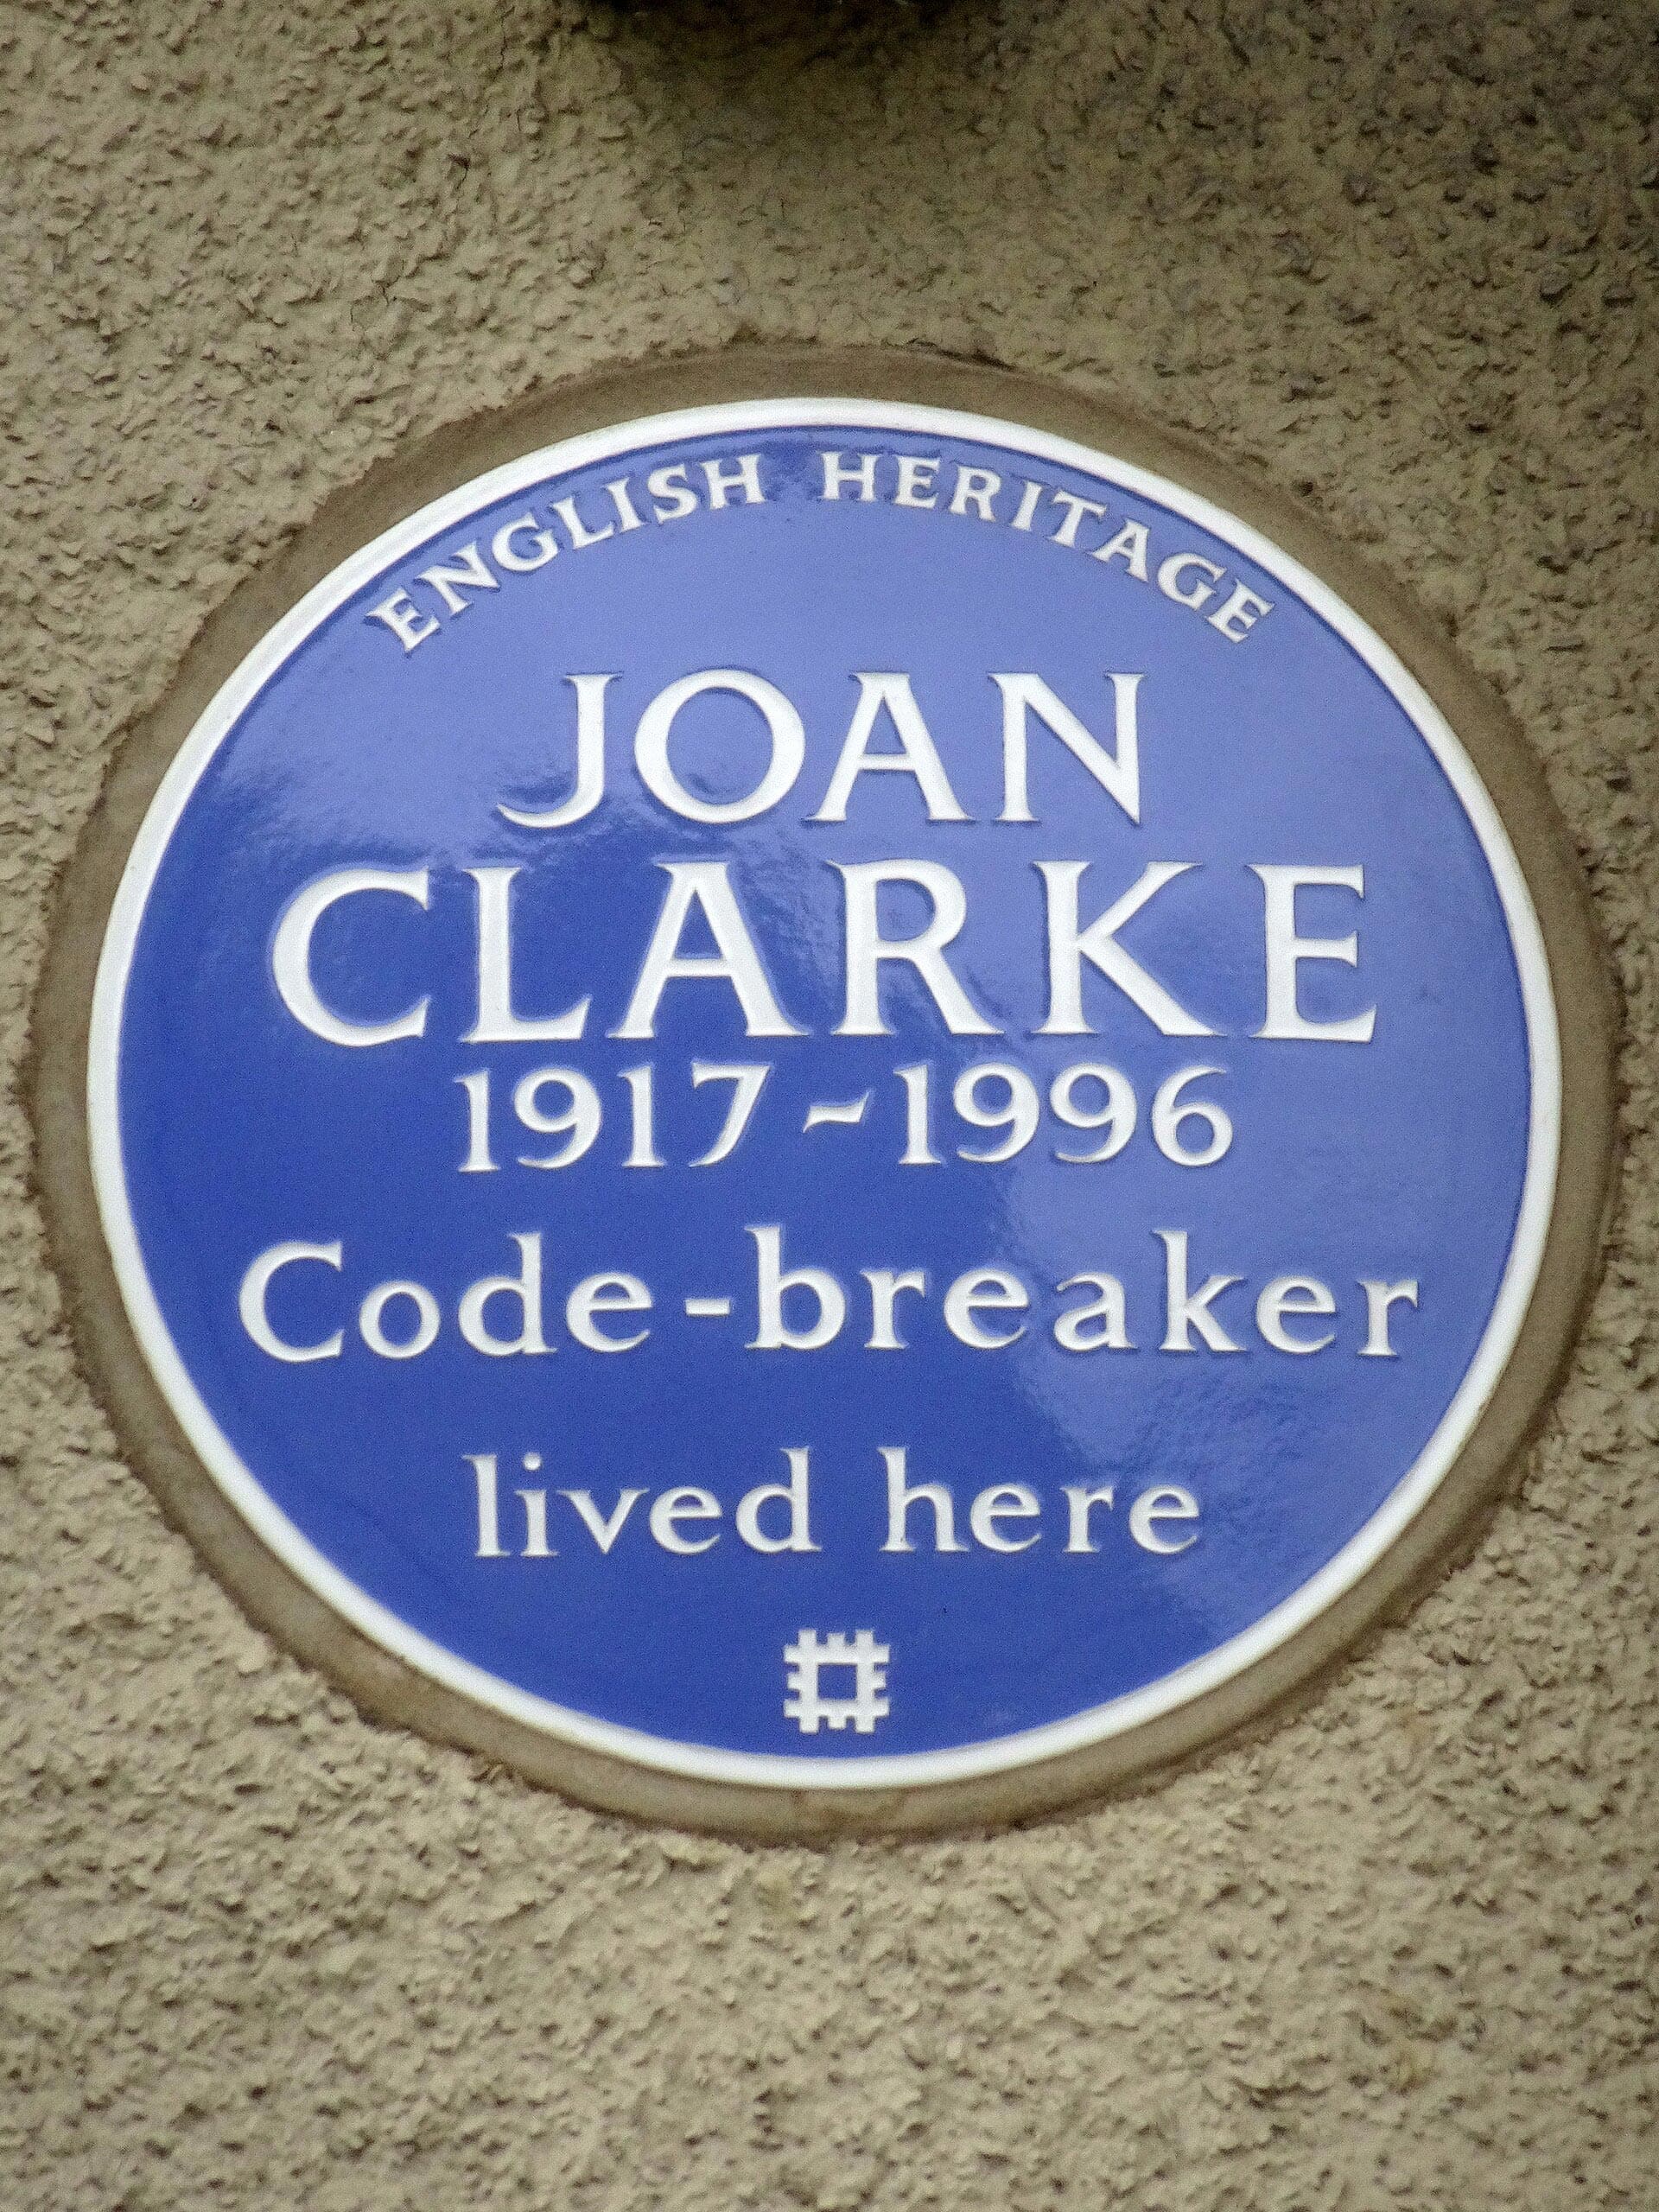 ENGLISH HERITAGE
JOAN
CLARKE
1917~1996
Code-breaker
lived here